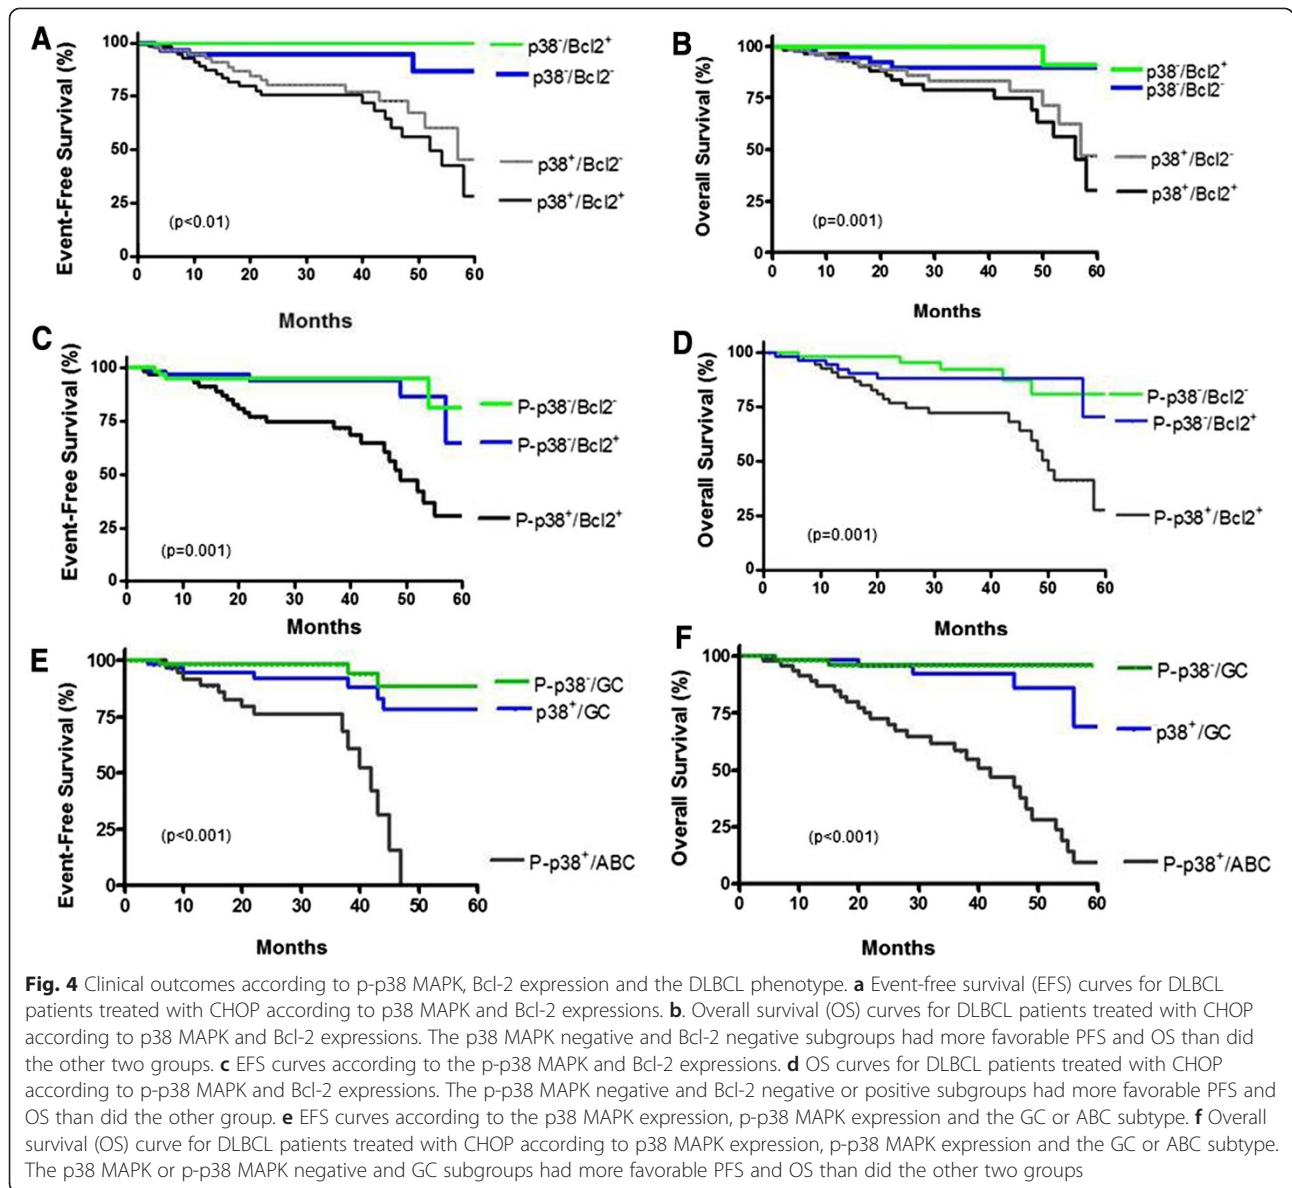 A
Event-Free Survival (%)
100
75
50
25
0
0 10 20 30 40 50 60
Months
(p<0.01)
p38⁻/Bcl2⁺
p38⁻/Bcl2⁻
p38⁺/Bcl2⁻
p38⁺/Bcl2⁺
B
Overall Survival (%)
100
75
50
25
0
0 10 20 30 40 50 60
Months
(p=0.001)
p38⁻/Bcl2⁺
p38⁻/Bcl2⁻
p38⁺/Bcl2⁻
p38⁺/Bcl2⁺
C
Event-Free Survival (%)
100
75
50
25
0
0 10 20 30 40 50 60
Months
(p=0.001)
P-p38⁻/Bcl2⁻
P-p38⁻/Bcl2⁺
P-p38⁺/Bcl2⁺
D
Overall Survival (%)
100
75
50
25
0
0 10 20 30 40 50 60
Months
(p=0.001)
P-p38⁻/Bcl2⁻
P-p38⁻/Bcl2⁺
P-p38⁺/Bcl2⁺
E
Event-Free Survival (%)
100
75
50
25
0
0 10 20 30 40 50 60
Months
(p<0.001)
P-p38⁻/GC
p38⁺/GC
P-p38⁺/ABC
F
Overall Survival (%)
100
75
50
25
0
0 10 20 30 40 50 60
Months
(p<0.001)
P-p38⁻/GC
p38⁺/GC
P-p38⁺/ABC
Fig. 4 Clinical outcomes according to p-p38 MAPK, Bcl-2 expression and the DLBCL phenotype. a Event-free survival (EFS) curves for DLBCL
patients treated with CHOP according to p38 MAPK and Bcl-2 expressions. b. Overall survival (OS) curves for DLBCL patients treated with CHOP
according to p38 MAPK and Bcl-2 expressions. The p38 MAPK negative and Bcl-2 negative subgroups had more favorable PFS and OS than did
the other two groups. c EFS curves according to the p-p38 MAPK and Bcl-2 expressions. d OS curves for DLBCL patients treated with CHOP
according to p-p38 MAPK and Bcl-2 expressions. The p-p38 MAPK negative and Bcl-2 negative or positive subgroups had more favorable PFS and
OS than did the other group. e EFS curves according to the p38 MAPK expression, p-p38 MAPK expression and the GC or ABC subtype. f Overall
survival (OS) curve for DLBCL patients treated with CHOP according to p38 MAPK expression, p-p38 MAPK expression and the GC or ABC subtype.
The p38 MAPK or p-p38 MAPK negative and GC subgroups had more favorable PFS and OS than did the other two groups